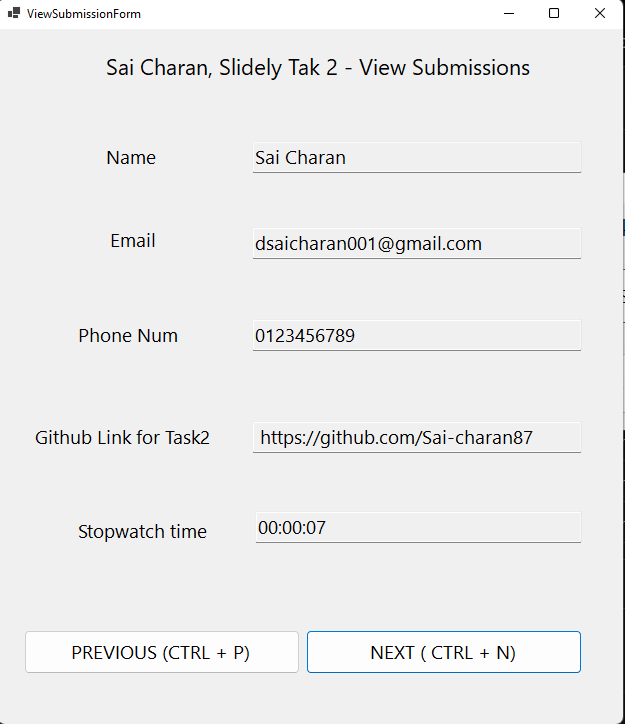 ViewSubmissionForm
Sai Charan, Slidely Tak 2 - View Submissions
Name Sai Charan
Email dsaicharan001@gmail.com
Phone Num 0123456789
Github Link for Task2 https://github.com/Sai-charan87
Stopwatch time 00:00:07
PREVIOUS (CTRL + P) NEXT ( CTRL + N)